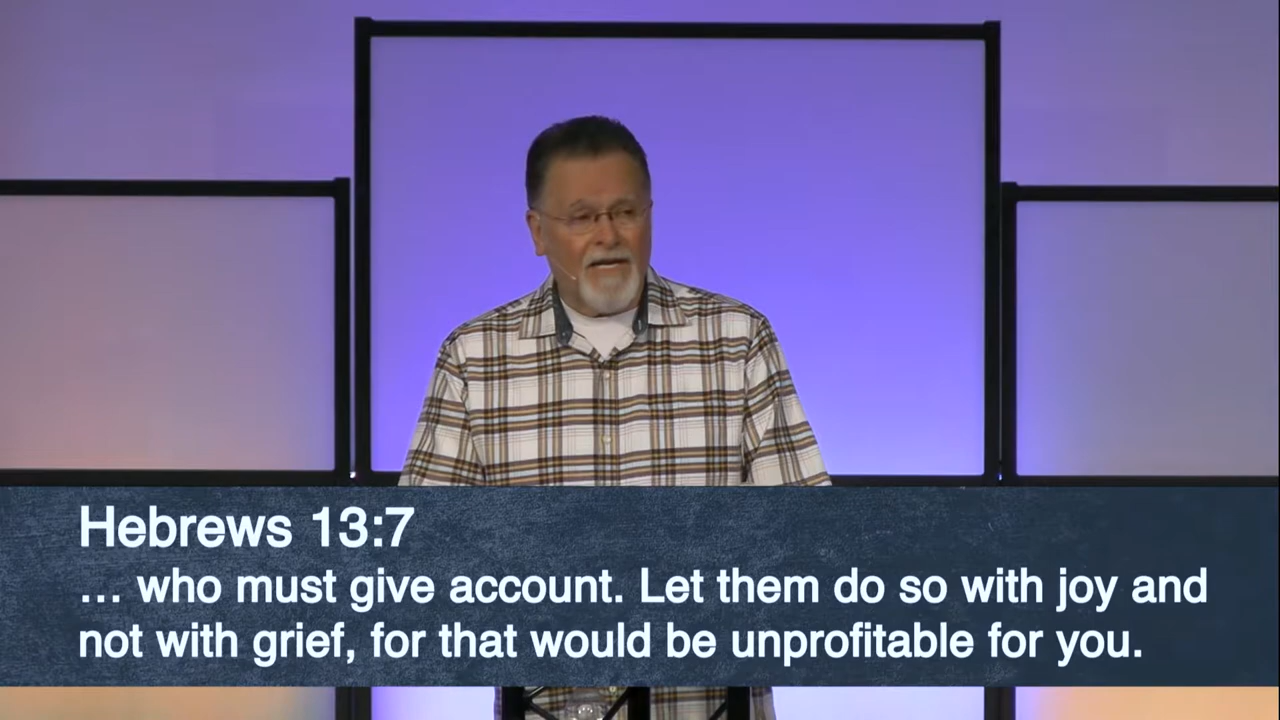 Hebrews 13:7
... who must give account. Let them do so with joy and
not with grief, for that would be unprofitable for you.